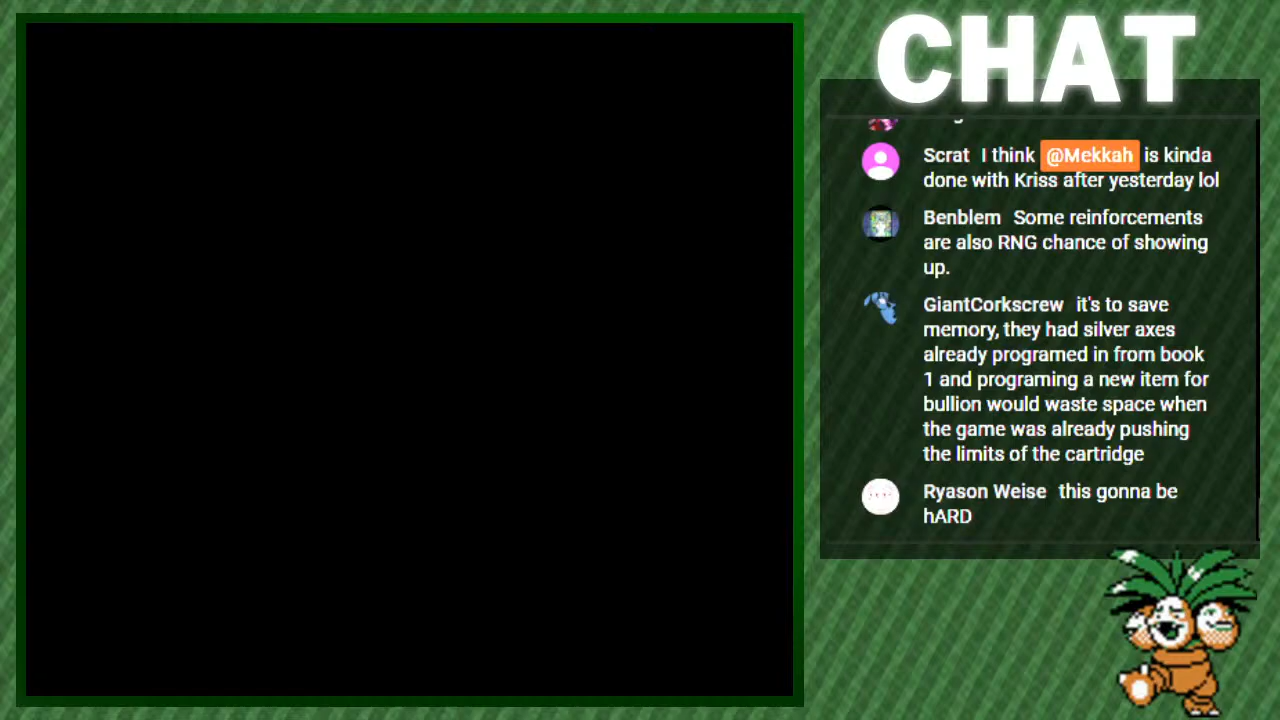 CHAT
Scrat I think @Mekkah is kinda
done with Kriss after yesterday lol
Benblem Some reinforcements
are also RNG chance of showing
up.
GiantCorkscrew it's to save
memory, they had silver axes
already programed in from book
1 and programing a new item for
bullion would waste space when
the game was already pushing
the limits of the cartridge
Ryason Weise this gonna be
hARD